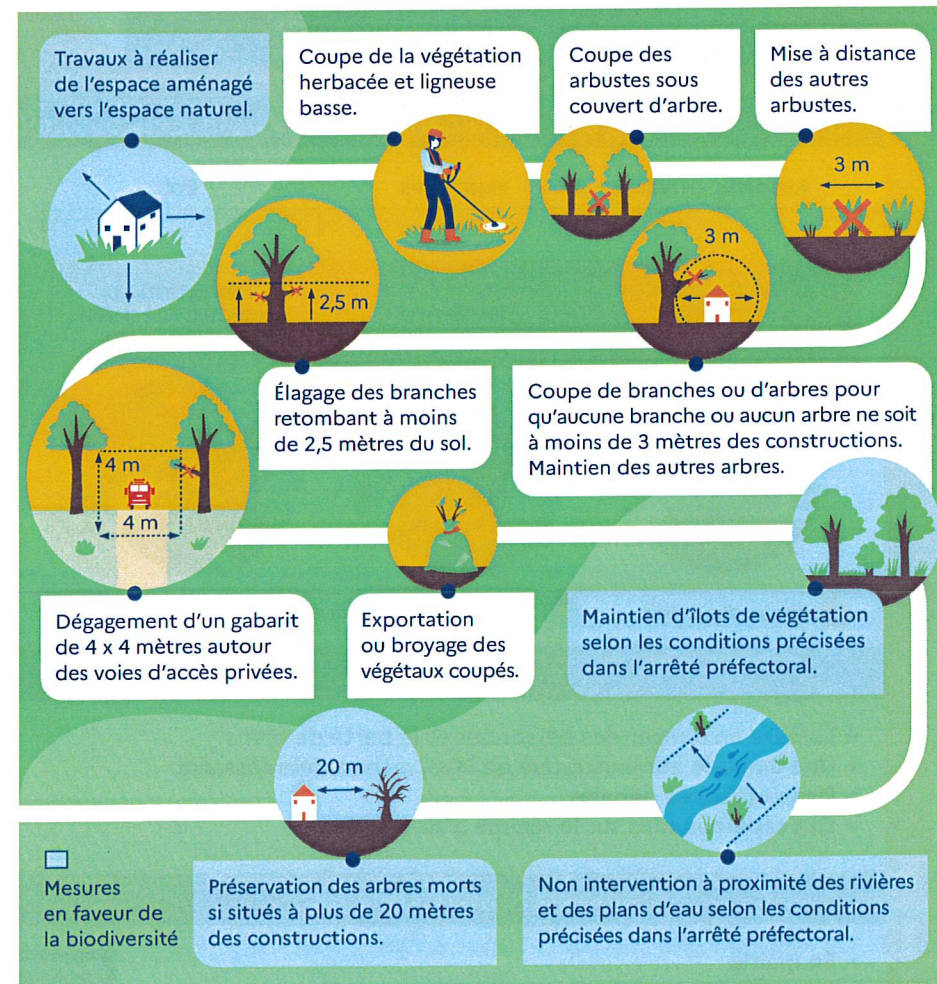 Travaux à réaliser
de l'espace aménagé
vers l'espace naturel.
Coupe de la végétation
herbacée et ligneuse
basse.
Coupe des
arbustes sous
couvert d'arbre.
Mise à distance
des autres
arbustes.
3 m
2,5 m
3 m
Élagage des branches
retombant à moins
de 2,5 mètres du sol.
Coupe de branches ou d'arbres pour
qu'aucune branche ou aucun arbre ne soit
à moins de 3 mètres des constructions.
Maintien des autres arbres.
4 m
4 m
Dégagement d'un gabarit
de 4 x 4 mètres autour
des voies d'accès privées.
Exportation
ou broyage des
végétaux coupés.
Maintien d'îlots de végétation
selon les conditions précisées
dans l'arrêté préfectoral.
20 m
Mesures
en faveur de
la biodiversité
Préservation des arbres morts
si situés à plus de 20 mètres
des constructions.
Non intervention à proximité des rivières
et des plans d'eau selon les conditions
précisées dans l'arrêté préfectoral.